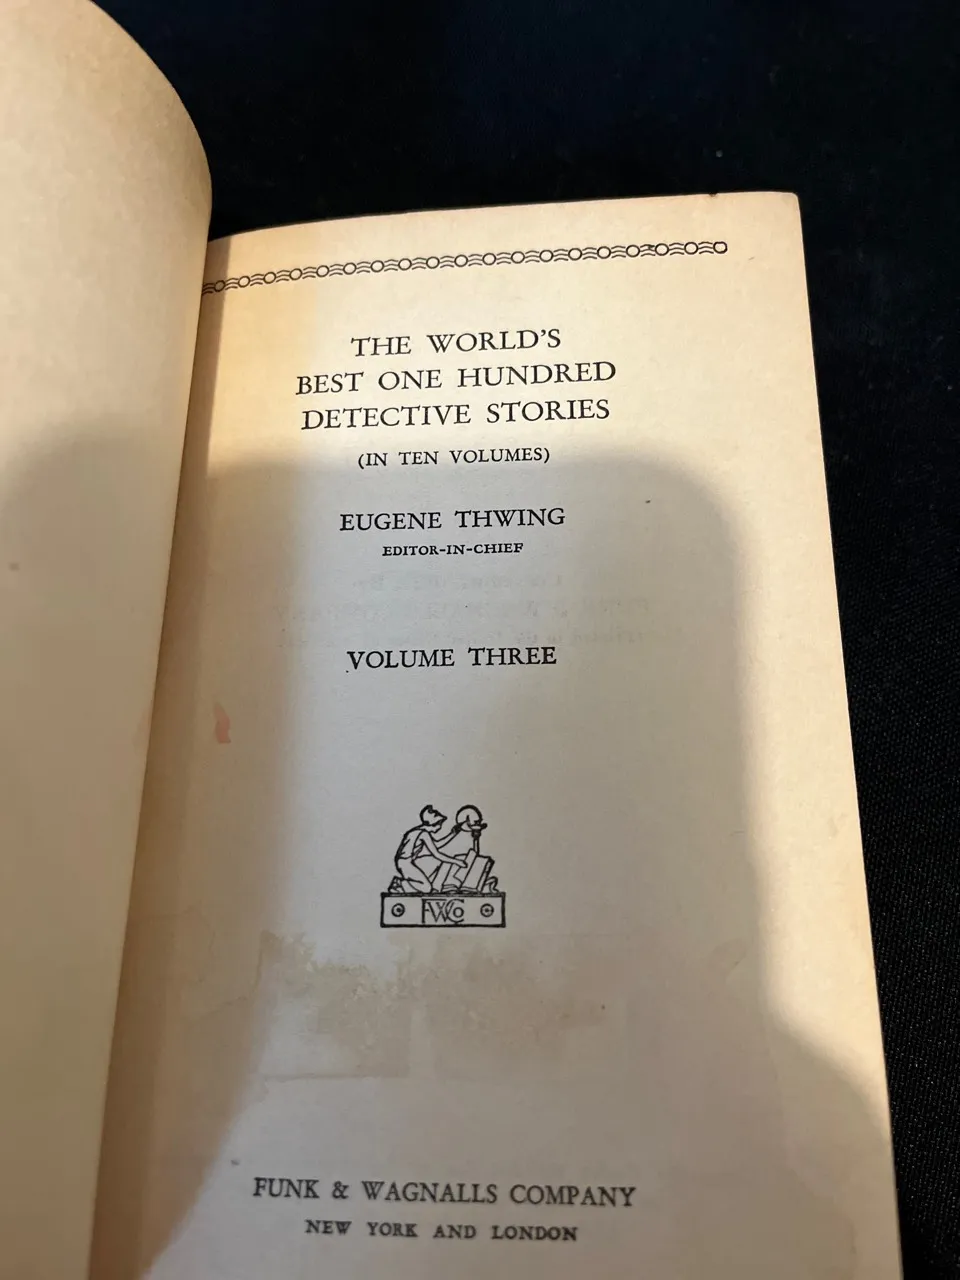 THE WORLD'S
BEST ONE HUNDRED
DETECTIVE STORIES
(IN TEN VOLUMES)
EUGENE THWING
EDITOR-IN-CHIEF
VOLUME THREE
FWCo
FUNK & WAGNALLS COMPANY
NEW YORK AND LONDON